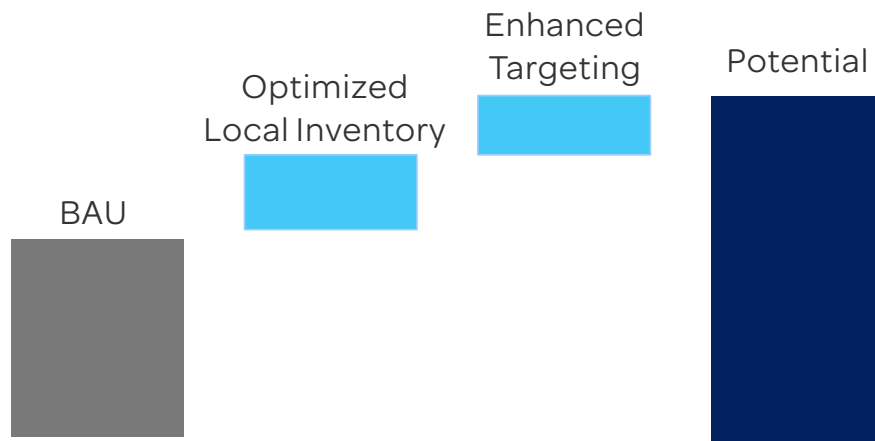 BAU
Optimized
Local Inventory
Enhanced
Targeting
Potential